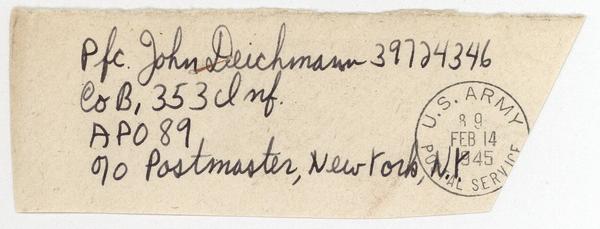 Pfc. John Deichmann 39724346
Co B, 353 Inf.
APO 89
c/o Postmaster, New York, N.Y.
U.S. ARMY
89
FEB 14
1945
POSTAL SERVICE